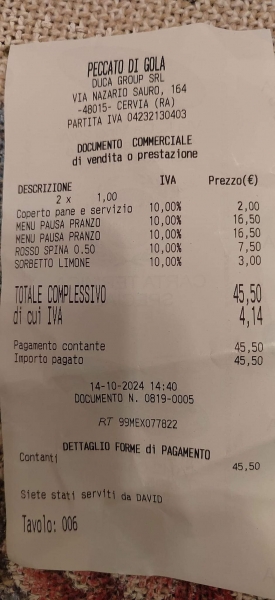 PECCATO DI GOLA
DUCA GROUP SRL
VIA NAZARIO SAURO, 164
-48015- CERVIA (RA)
PARTITA IVA 04232130403
DOCUMENTO COMMERCIALE
di vendita o prestazione
DESCRIZIONE IVA Prezzo(€)
2 x 1,00
Coperto pane e servizio 10,00% 2,00
MENU PAUSA PRANZO 10,00% 16,50
MENU PAUSA PRANZO 10,00% 16,50
ROSSO SPINA 0.50 10,00% 7,50
SORBETTO LIMONE 10,00% 3,00
TOTALE COMPLESSIVO 45,50
di cui IVA 4,14
Pagamento contante 45,50
Importo pagato 45,50
14-10-2024 14:40
DOCUMENTO N. 0819-0005
RT 99MEX077822
DETTAGLIO FORME di PAGAMENTO
Contanti 45,50
Siete stati serviti da DAVID
Tavolo: 006